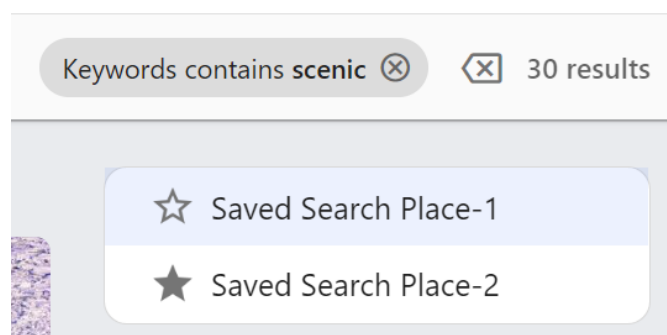 Keywords contains scenic
30 results
Saved Search Place-1
Saved Search Place-2